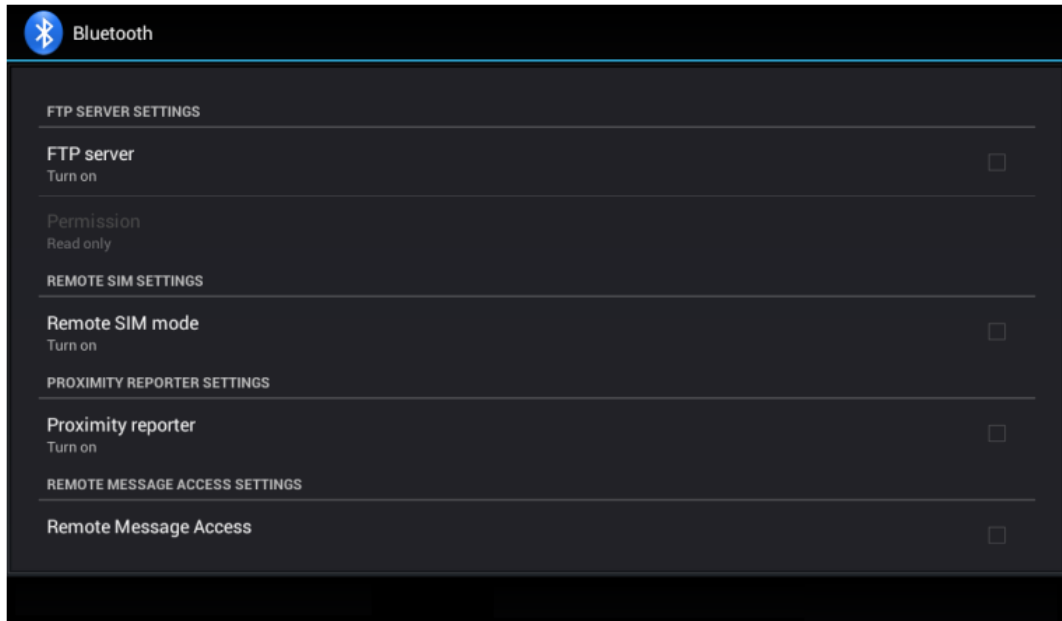 Bluetooth
FTP SERVER SETTINGS
FTP server
Turn on
Permission
Read only
REMOTE SIM SETTINGS
Remote SIM mode
Turn on
PROXIMITY REPORTER SETTINGS
Proximity reporter
Turn on
REMOTE MESSAGE ACCESS SETTINGS
Remote Message Access